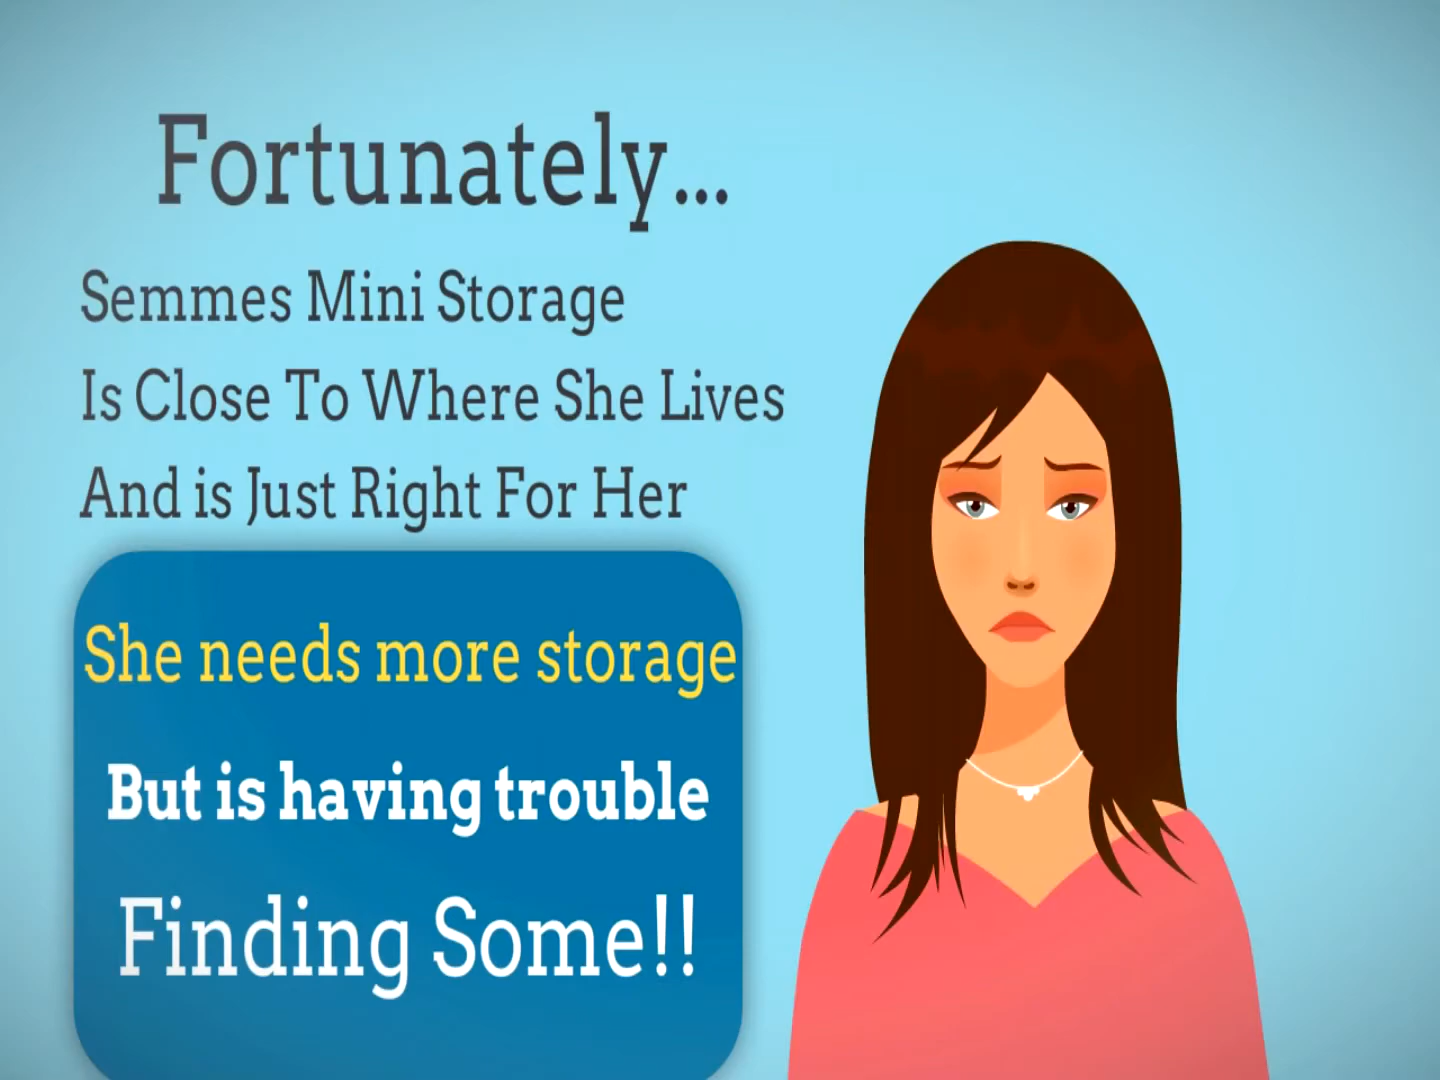 Fortunately...
Semmes Mini Storage
Is Close To Where She Lives
And is Just Right For Her
She needs more storage
But is having trouble
Finding Some!!